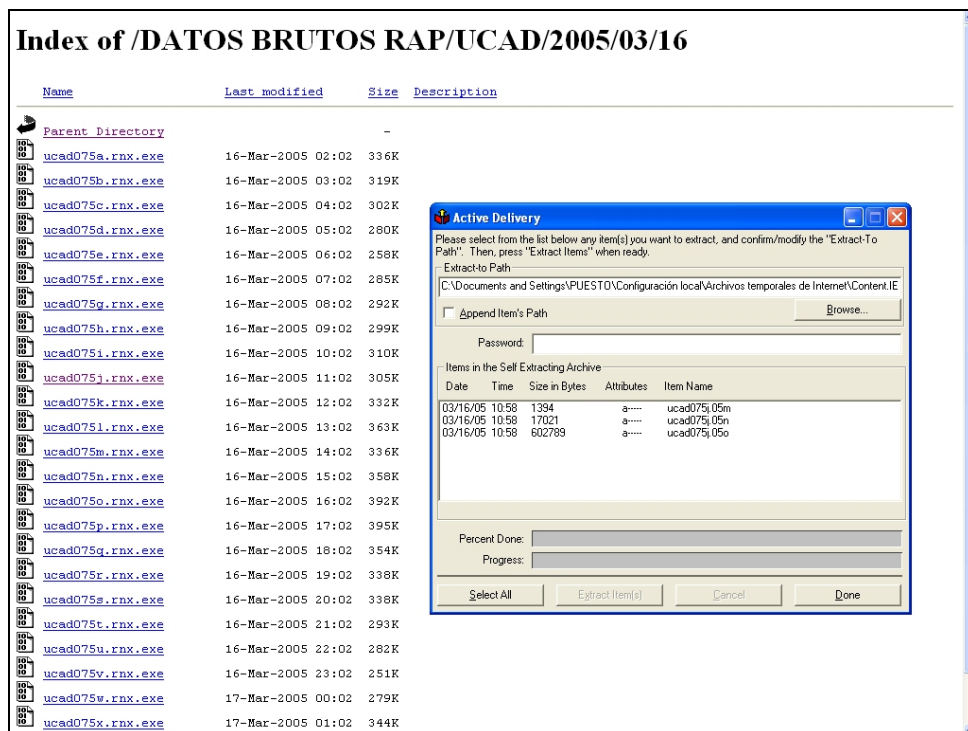 Index of /DATOS BRUTOS RAP/UCAD/2005/03/16
Name Last modified Size Description
Parent Directory -
ucad075a.rnx.exe 16-Mar-2005 02:02 336K
ucad075b.rnx.exe 16-Mar-2005 03:02 319K
ucad075c.rnx.exe 16-Mar-2005 04:02 302K
ucad075d.rnx.exe 16-Mar-2005 05:02 280K
ucad075e.rnx.exe 16-Mar-2005 06:02 258K
ucad075f.rnx.exe 16-Mar-2005 07:02 285K
ucad075g.rnx.exe 16-Mar-2005 08:02 292K
ucad075h.rnx.exe 16-Mar-2005 09:02 299K
ucad075i.rnx.exe 16-Mar-2005 10:02 310K
ucad075j.rnx.exe 16-Mar-2005 11:02 305K
ucad075k.rnx.exe 16-Mar-2005 12:02 332K
ucad075l.rnx.exe 16-Mar-2005 13:02 363K
ucad075m.rnx.exe 16-Mar-2005 14:02 336K
ucad075n.rnx.exe 16-Mar-2005 15:02 358K
ucad075o.rnx.exe 16-Mar-2005 16:02 392K
ucad075p.rnx.exe 16-Mar-2005 17:02 395K
ucad075q.rnx.exe 16-Mar-2005 18:02 354K
ucad075r.rnx.exe 16-Mar-2005 19:02 338K
ucad075s.rnx.exe 16-Mar-2005 20:02 338K
ucad075t.rnx.exe 16-Mar-2005 21:02 293K
ucad075u.rnx.exe 16-Mar-2005 22:02 282K
ucad075v.rnx.exe 16-Mar-2005 23:02 251K
ucad075w.rnx.exe 17-Mar-2005 00:02 279K
ucad075x.rnx.exe 17-Mar-2005 01:02 344K
Active Delivery
Please select from the list below any item(s) you want to extract, and confirm/modify the "Extract-To
Path". Then, press "Extract Items" when ready.
Extract-to Path
C:\Documents and Settings\PUESTO\Configuración local\Archivos temporales de Internet\Content.IE
Append Item's Path
Browse...
Password:
Items in the Self Extracting Archive
Date Time Size in Bytes Attributes Item Name
03/16/05 10:58 1394 a----- ucad075j.05m
03/16/05 10:58 17021 a----- ucad075j.05n
03/16/05 10:58 602789 a----- ucad075j.05o
Percent Done:
Progress:
Select All Extract Item(s) Cancel Done